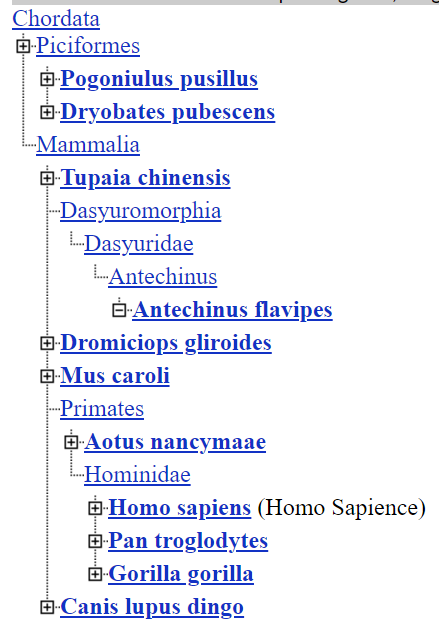 Chordata
Piciformes
Pogoniulus pusillus
Dryobates pubescens
Mammalia
Tupaia chinensis
Dasyuromorphia
Dasyuridae
Antechinus
Antechinus flavipes
Dromiciops gliroides
Mus caroli
Primates
Aotus nancymaae
Hominidae
Homo sapiens (Homo Sapience)
Pan troglodytes
Gorilla gorilla
Canis lupus dingo